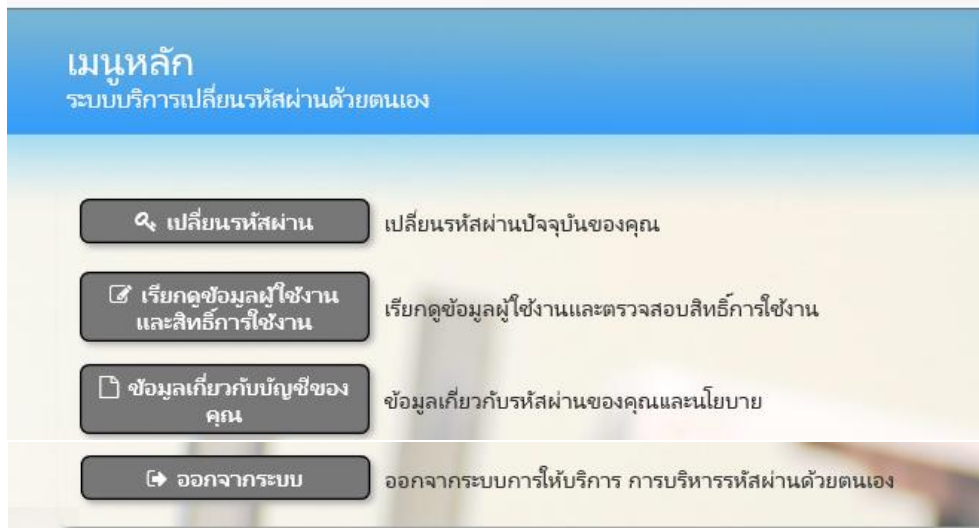 เมนูหลัก
ระบบบริการเปลี่ยนรหัสผ่านด้วยตนเอง
เปลี่ยนรหัสผ่าน เปลี่ยนรหัสผ่านปัจจุบันของคุณ
เรียกดูข้อมูลผู้ใช้งาน
และสิทธิ์การใช้งาน เรียกดูข้อมูลผู้ใช้งานและตรวจสอบสิทธิ์การใช้งาน
ข้อมูลเกี่ยวกับบัญชีของ
คุณ ข้อมูลเกี่ยวกับรหัสผ่านของคุณและนโยบาย
ออกจากระบบ ออกจากระบบการให้บริการ การบริหารรหัสผ่านด้วยตนเอง